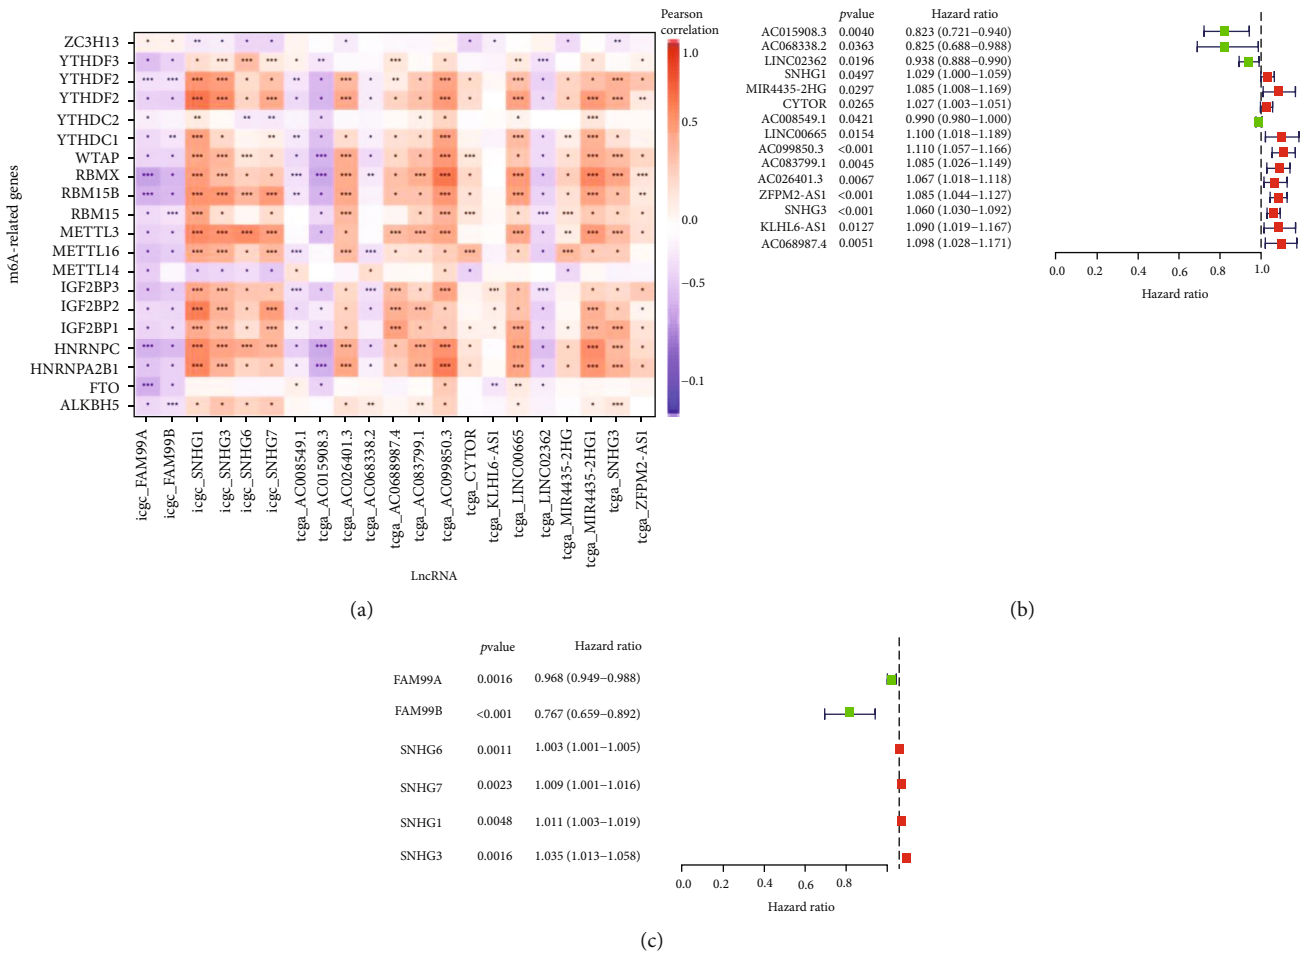 Pearson
correlation
1.0
0.5
0.0
−0.5
−0.1
m6A-related genes
ZC3H13
YTHDF3
YTHDF2
YTHDF2
YTHDC2
YTHDC1
WTAP
RBMX
RBM15B
RBM15
METTL3
METTL16
METTL14
IGF2BP3
IGF2BP2
IGF2BP1
HNRNPC
HNRNPA2B1
FTO
ALKBH5
icgc_FAM99A
icgc_FAM99B
icgc_SNHG1
icgc_SNHG3
icgc_SNHG6
icgc_SNHG7
tcga_AC008549.1
tcga_AC015908.3
tcga_AC026401.3
tcga_AC068338.2
tcga_AC0688987.4
tcga_AC083799.1
tcga_AC099850.3
tcga_CYTOR
tcga_KLHL6-AS1
tcga_LINC00665
tcga_LINC02362
tcga_MIR4435-2HG
tcga_MIR4435-2HG1
tcga_SNHG3
tcga_ZFPM2-AS1
LncRNA
(a)
pvalue Hazard ratio
AC015908.3 0.0040 0.823 (0.721−0.940)
AC068338.2 0.0363 0.825 (0.688−0.988)
LINC02362 0.0196 0.938 (0.888−0.990)
SNHG1 0.0497 1.029 (1.000−1.059)
MIR4435-2HG 0.0297 1.085 (1.008−1.169)
CYTOR 0.0265 1.027 (1.003−1.051)
AC008549.1 0.0421 0.990 (0.980−1.000)
LINC00665 0.0154 1.100 (1.018−1.189)
AC099850.3 <0.001 1.110 (1.057−1.166)
AC083799.1 0.0045 1.085 (1.026−1.149)
AC026401.3 0.0067 1.067 (1.018−1.118)
ZFPM2-AS1 <0.001 1.085 (1.044−1.127)
SNHG3 <0.001 1.060 (1.030−1.092)
KLHL6-AS1 0.0127 1.090 (1.019−1.167)
AC068987.4 0.0051 1.098 (1.028−1.171)
0.0 0.2 0.4 0.6 0.8 1.0
Hazard ratio
(b)
pvalue Hazard ratio
FAM99A 0.0016 0.968 (0.949−0.988)
FAM99B <0.001 0.767 (0.659−0.892)
SNHG6 0.0011 1.003 (1.001−1.005)
SNHG7 0.0023 1.009 (1.001−1.016)
SNHG1 0.0048 1.011 (1.003−1.019)
SNHG3 0.0016 1.035 (1.013−1.058)
0.0 0.2 0.4 0.6 0.8
Hazard ratio
(c)